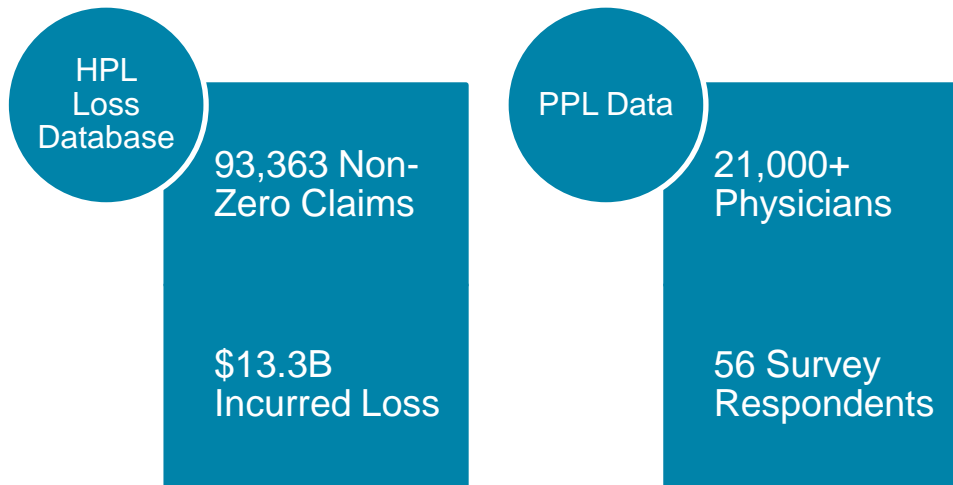 HPL
Loss
Database
93,363 Non-
Zero Claims
$13.3B
Incurred Loss
PPL Data
21,000+
Physicians
56 Survey
Respondents